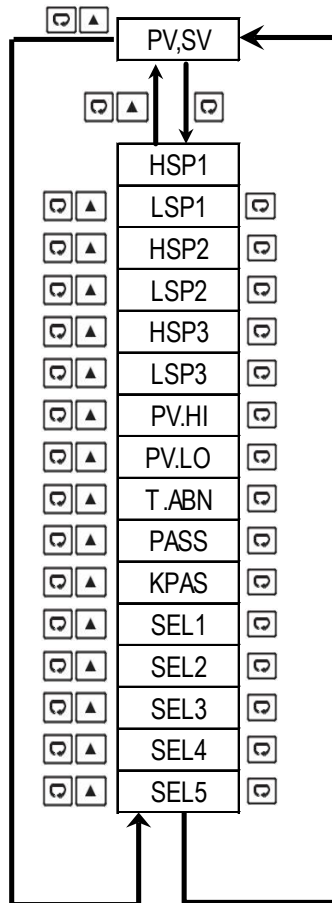 PV,SV
HSP1
LSP1
HSP2
LSP2
HSP3
LSP3
PV.HI
PV.LO
T.ABN
PASS
KPAS
SEL1
SEL2
SEL3
SEL4
SEL5